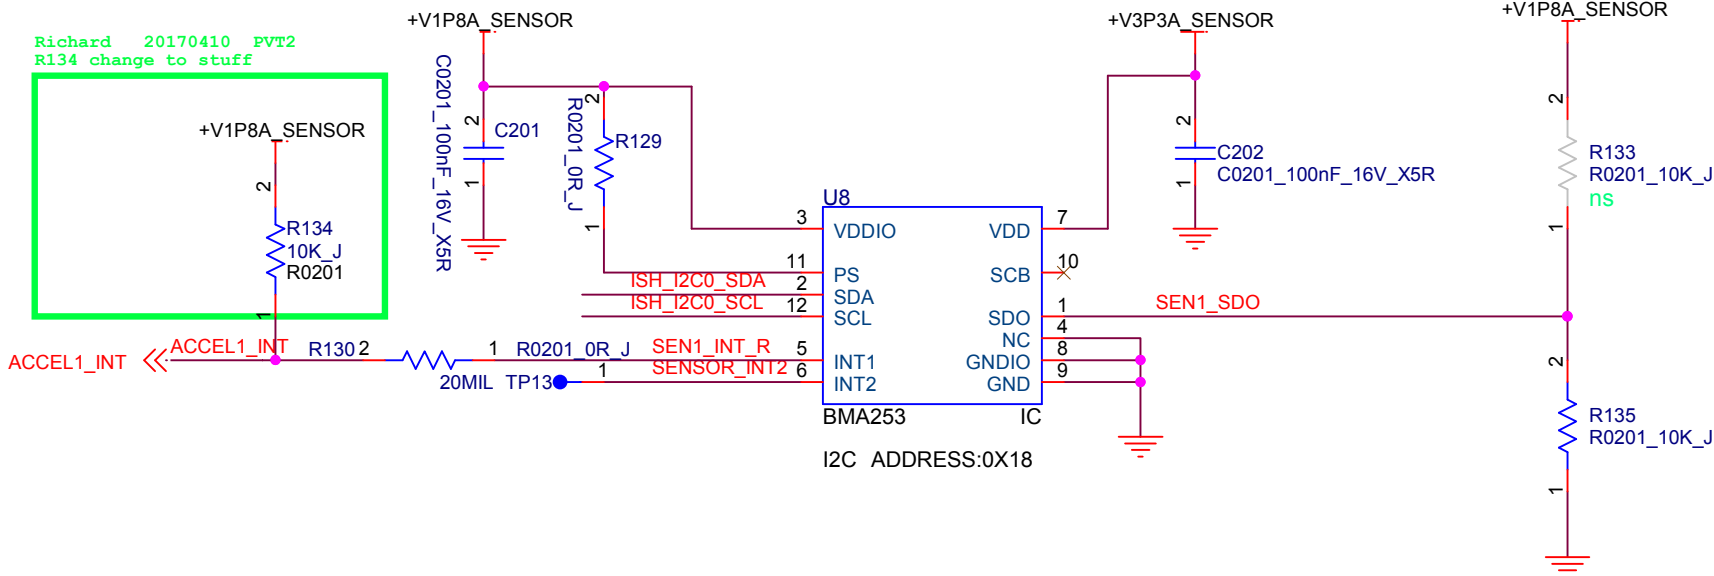 +V1P8A_SENSOR
+V3P3A_SENSOR
+V1P8A_SENSOR
Richard 20170410 PVT2
R134 change to stuff
+V1P8A_SENSOR
2
R134
10K_J
R0201
1
C0201_100nF_16V_X5R
2
C201
1
2
R0201_0R_J
R129
1
2
C202
C0201_100nF_16V_X5R
1
2
R133
R0201_10K_J
ns
1
U8
3
VDDIO
VDD
7
11
PS
SCB
10
ISH_I2C0_SDA
2
SDA
ISH_I2C0_SCL
12
SCL
SDO
1
SEN1_SDO
NC
4
ACCEL1_INT
ACCEL1_INT
R130
2
1
R0201_0R_J
SEN1_INT_R
5
INT1
GNDIO
8
20MIL
TP13
1
SENSOR_INT2
6
INT2
GND
9
BMA253
IC
I2C ADDRESS:0X18
2
R135
R0201_10K_J
1